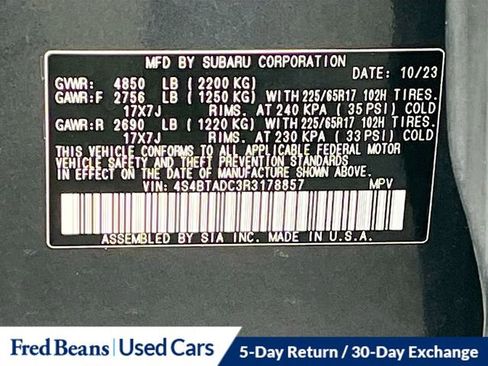 MFD BY SUBARU CORPORATION
DATE: 10/23
GVWR: 4850 LB (2200 KG)
GAWR:F 2756 LB (1250 KG) WITH 225/65R17 102H TIRES.
17X7J RIMS. AT 240 KPA (35 PSI) COLD
GAWR:R 2690 LB (1220 KG) WITH 225/65R17 102H TIRES.
17X7J RIMS. AT 230 KPA (33 PSI) COLD
THIS VEHICLE CONFORMS TO ALL APPLICABLE FEDERAL MOTOR
VEHICLE SAFETY AND THEFT PREVENTION STANDARDS
IN EFFECT ON THE DATE OF MANUFACTURE SHOWN ABOVE.
VIN: 4S4BTADC3R3178857 MPV
ASSEMBLED BY SIA INC. MADE IN U.S.A.
Fred Beans | Used Cars
5-Day Return / 30-Day Exchange